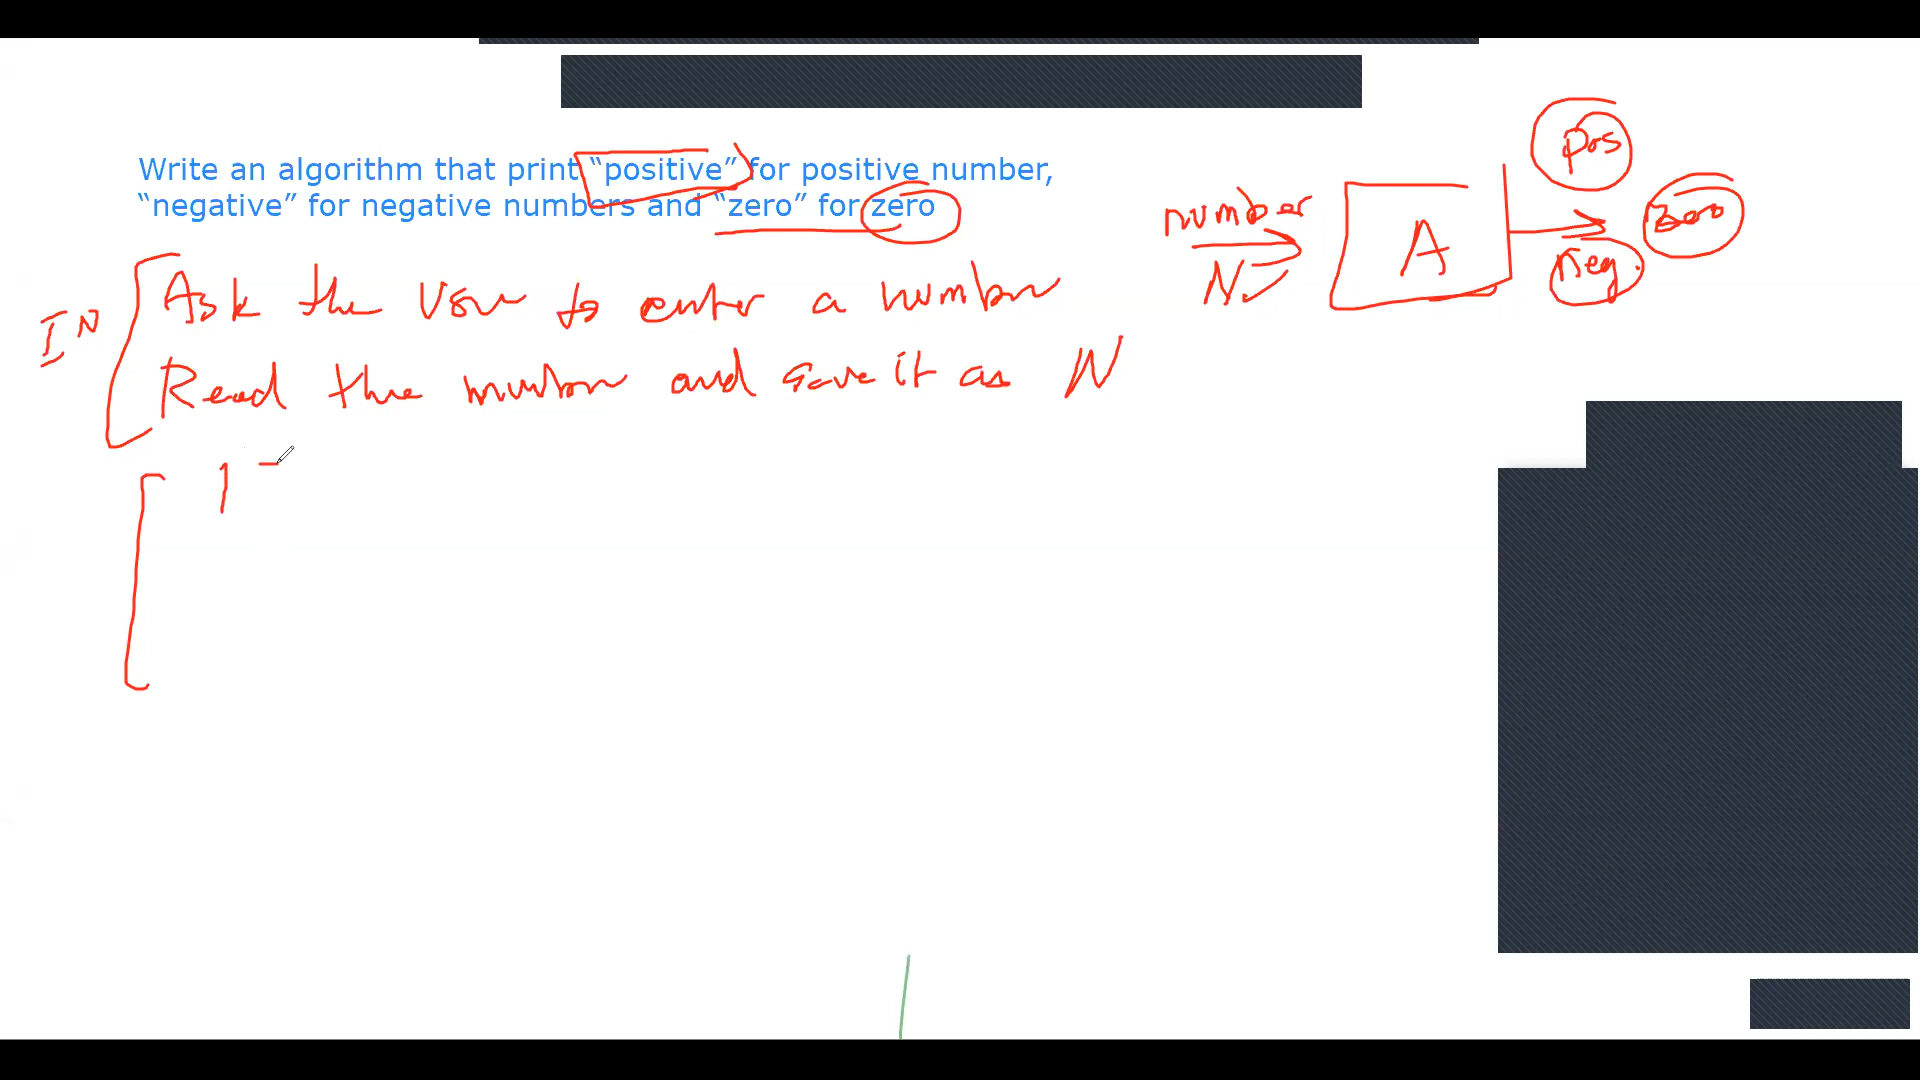 Write an algorithm that print “positive” for positive number,
“negative” for negative numbers and “zero” for zero
Pos
number
zero
N
A
neg.
IN
Ask the User to enter a number
Read the number and save it as N